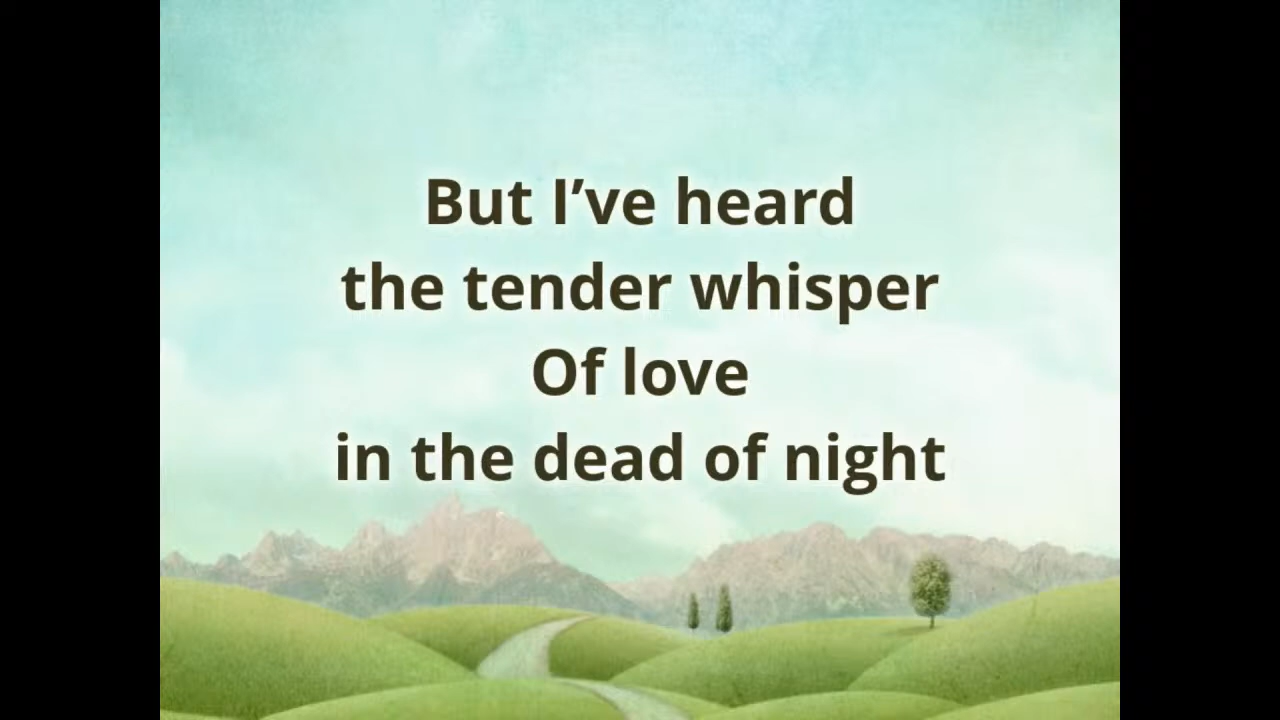 But I’ve heard
the tender whisper
Of love
in the dead of night